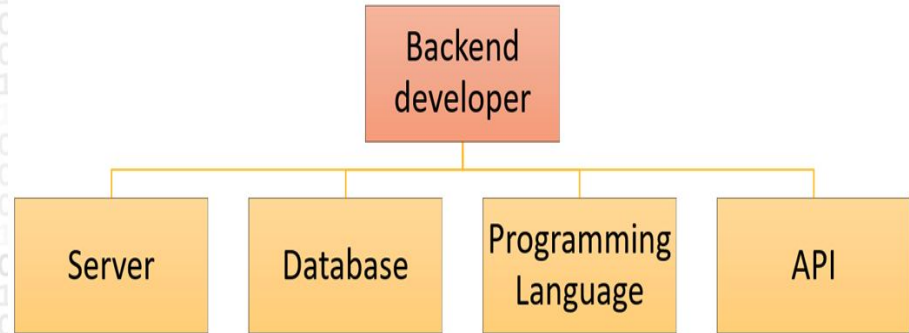 Backend
developer
Server
Database
Programming
Language
API